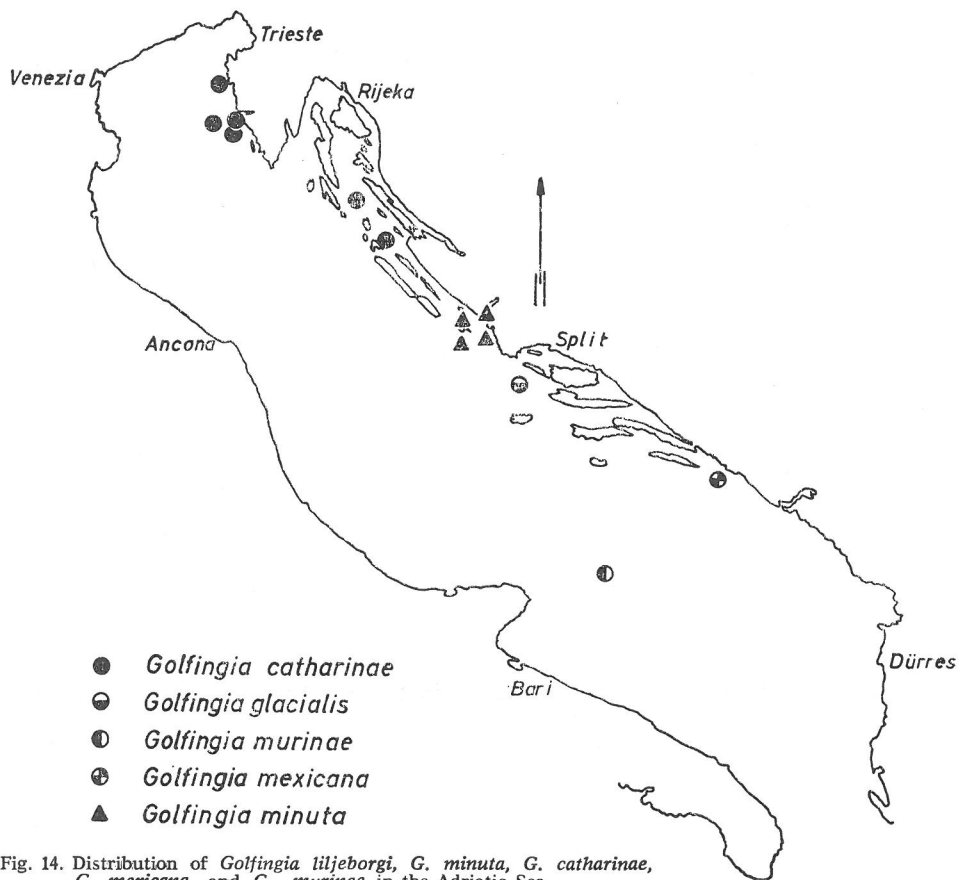 Trieste
Venezia
Rijeka
Ancona
Split
Dürres
Bari
Golfingia catharinae
Golfingia glacialis
Golfingia murinae
Golfingia mexicana
Golfingia minuta
Fig. 14. Distribution of Golfingia liljeborgi, G. minuta, G. catharinae,
G. mexicana, and G. murinae in the Adriatic Sea